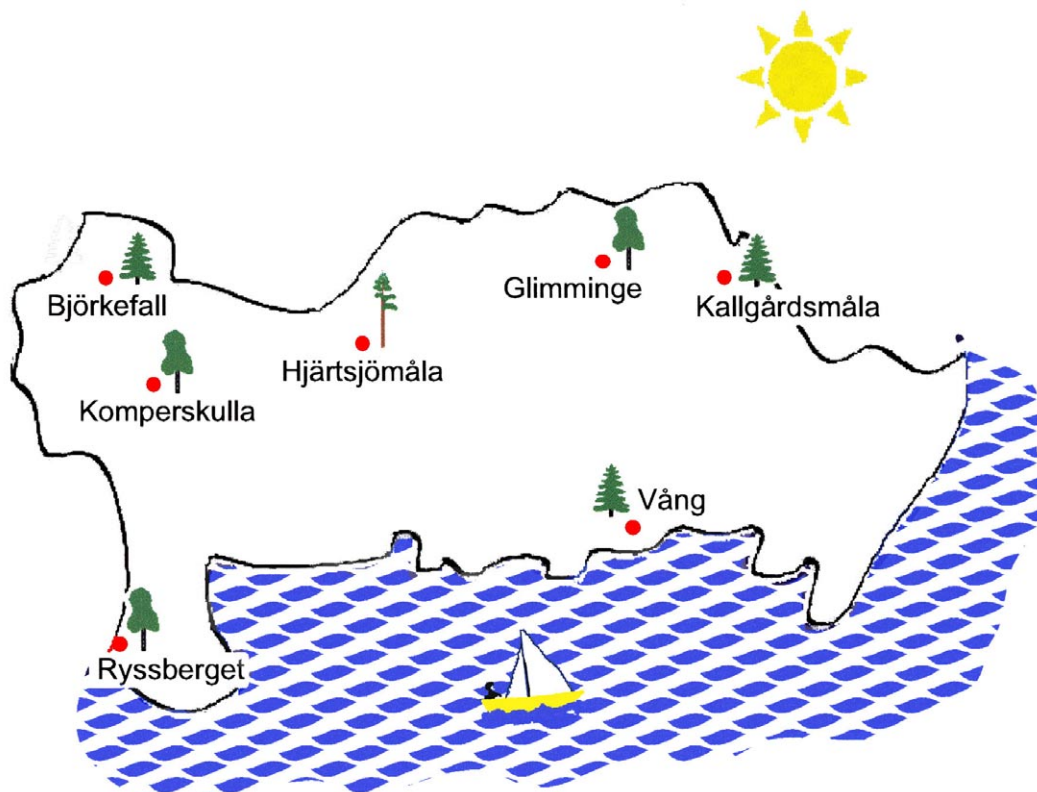 Glimminge
Björkefall
Kallgårdsmåla
Hjärtsjömåla
Komperskulla
Vång
Ryssberget